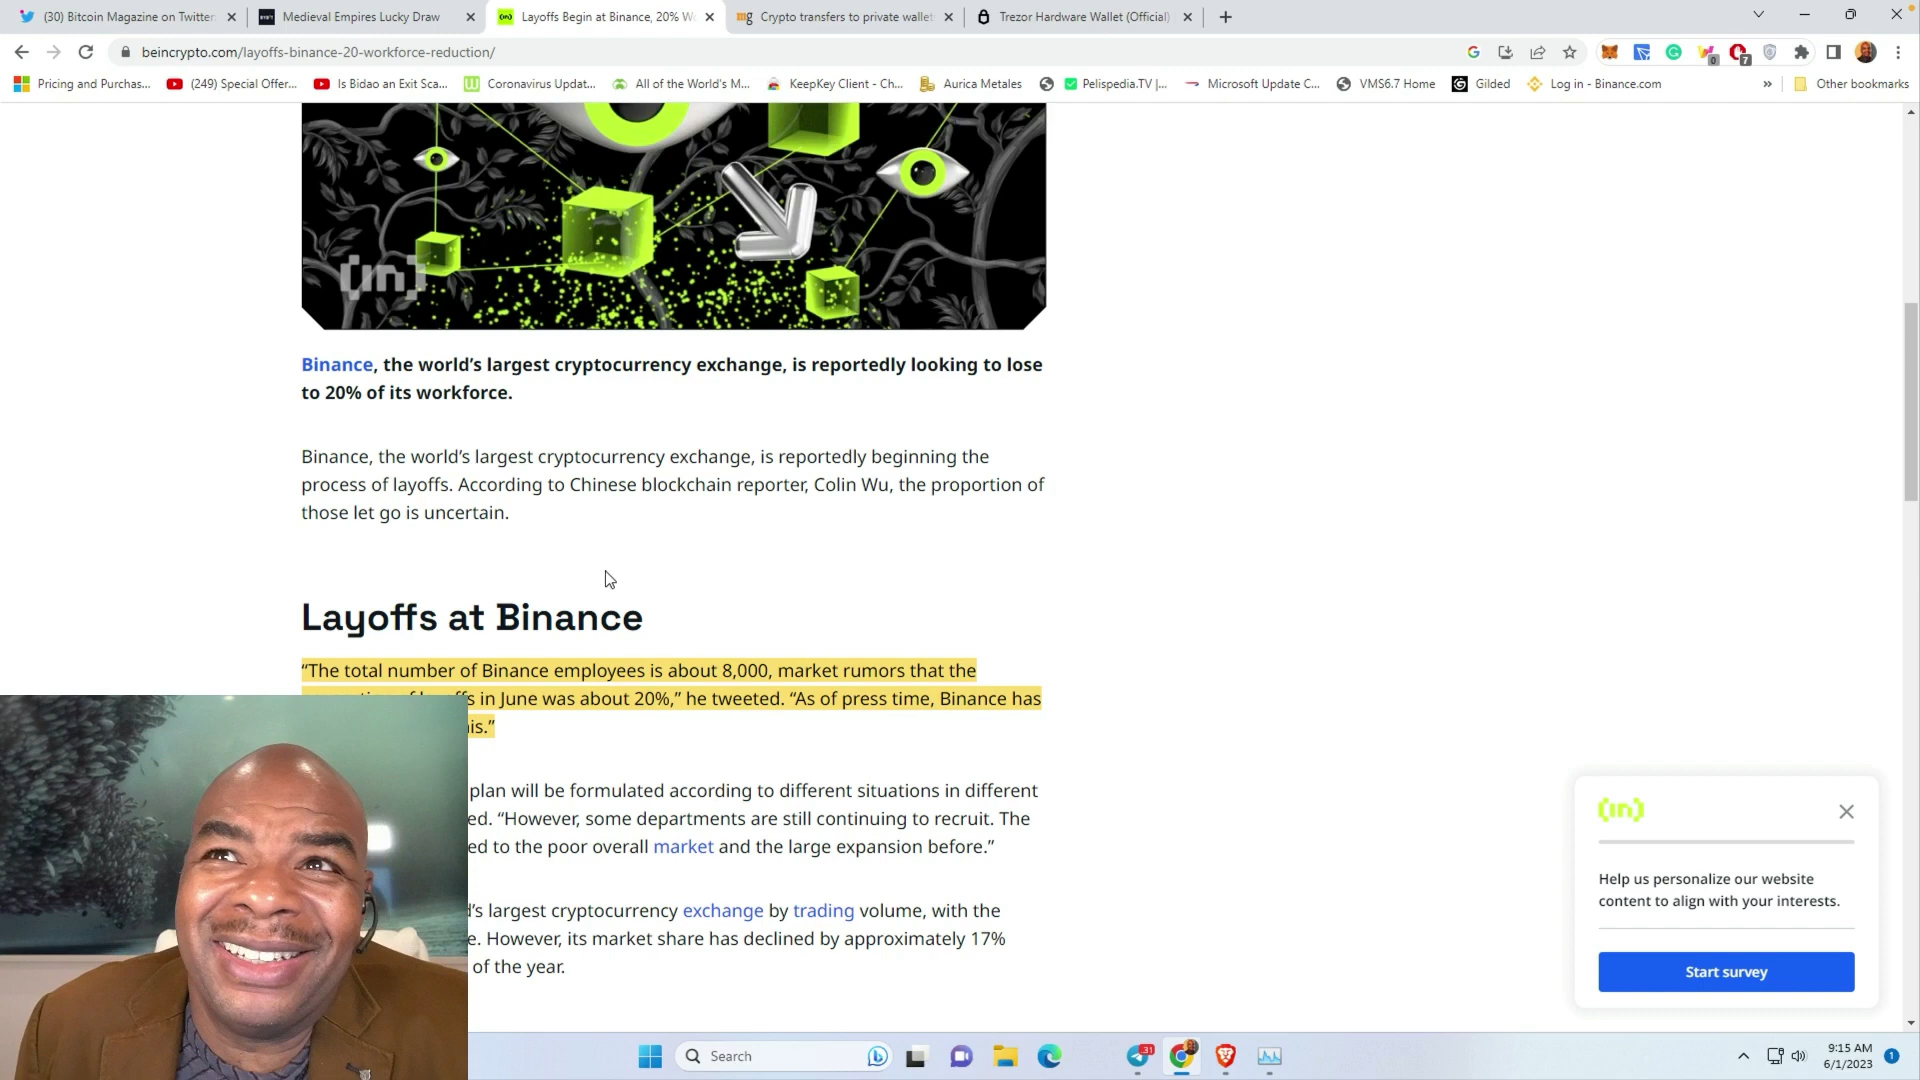 (30) Bitcoin Magazine on Twitter
Medieval Empires Lucky Draw
Layoffs Begin at Binance, 20% Wo
Crypto transfers to private wallet
Trezor Hardware Wallet (Official)
beincrypto.com/layoffs-binance-20-workforce-reduction/
0
7
Pricing and Purchas...
(249) Special Offer...
Is Bidao an Exit Sca...
Coronavirus Updat...
All of the World's M...
KeepKey Client - Ch...
Aurica Metales
Pelispedia.TV |...
Microsoft Update C...
VMS6.7 Home
Gilded
Log in - Binance.com
»
Other bookmarks
(in)
Binance, the world’s largest cryptocurrency exchange, is reportedly looking to lose
to 20% of its workforce.
Binance, the world’s largest cryptocurrency exchange, is reportedly beginning the
process of layoffs. According to Chinese blockchain reporter, Colin Wu, the proportion of
those let go is uncertain.
Layoffs at Binance
“The total number of Binance employees is about 8,000, market rumors that the
in June was about 20%,” he tweeted. “As of press time, Binance has
plan will be formulated according to different situations in different
“However, some departments are still continuing to recruit. The
to the poor overall market and the large expansion before.”
largest cryptocurrency exchange by trading volume, with the
However, its market share has declined by approximately 17%
of the year.
(in)
Help us personalize our website
content to align with your interests.
Start survey
Search
31
9:15 AM
6/1/2023
1